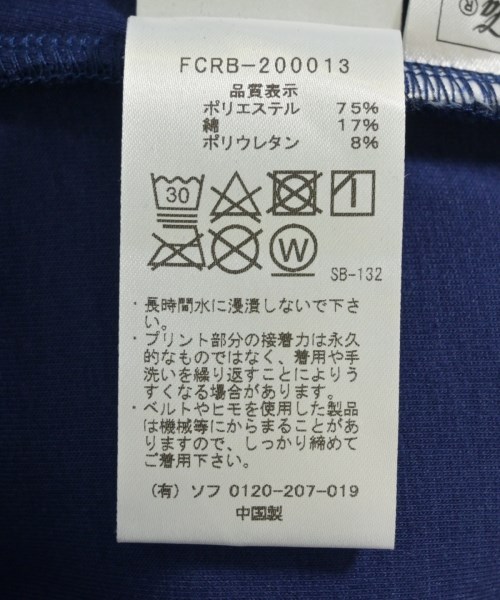 ®
FCRB-200013
品質表示
ポリエステル 75%
綿 17%
ポリウレタン 8%
30
W
SB-132
・長時間水に浸漬しないで下さ
い。
・プリント部分の接着力は永久
的なものではなく、着用や手
洗いを繰り返すことによりう
すくなる場合があります。
・ベルトやヒモを使用した製品
は機械等にからまることがあ
りますので、しっかり締めて
ご着用下さい。
(有) ソフ 0120-207-019
中国製